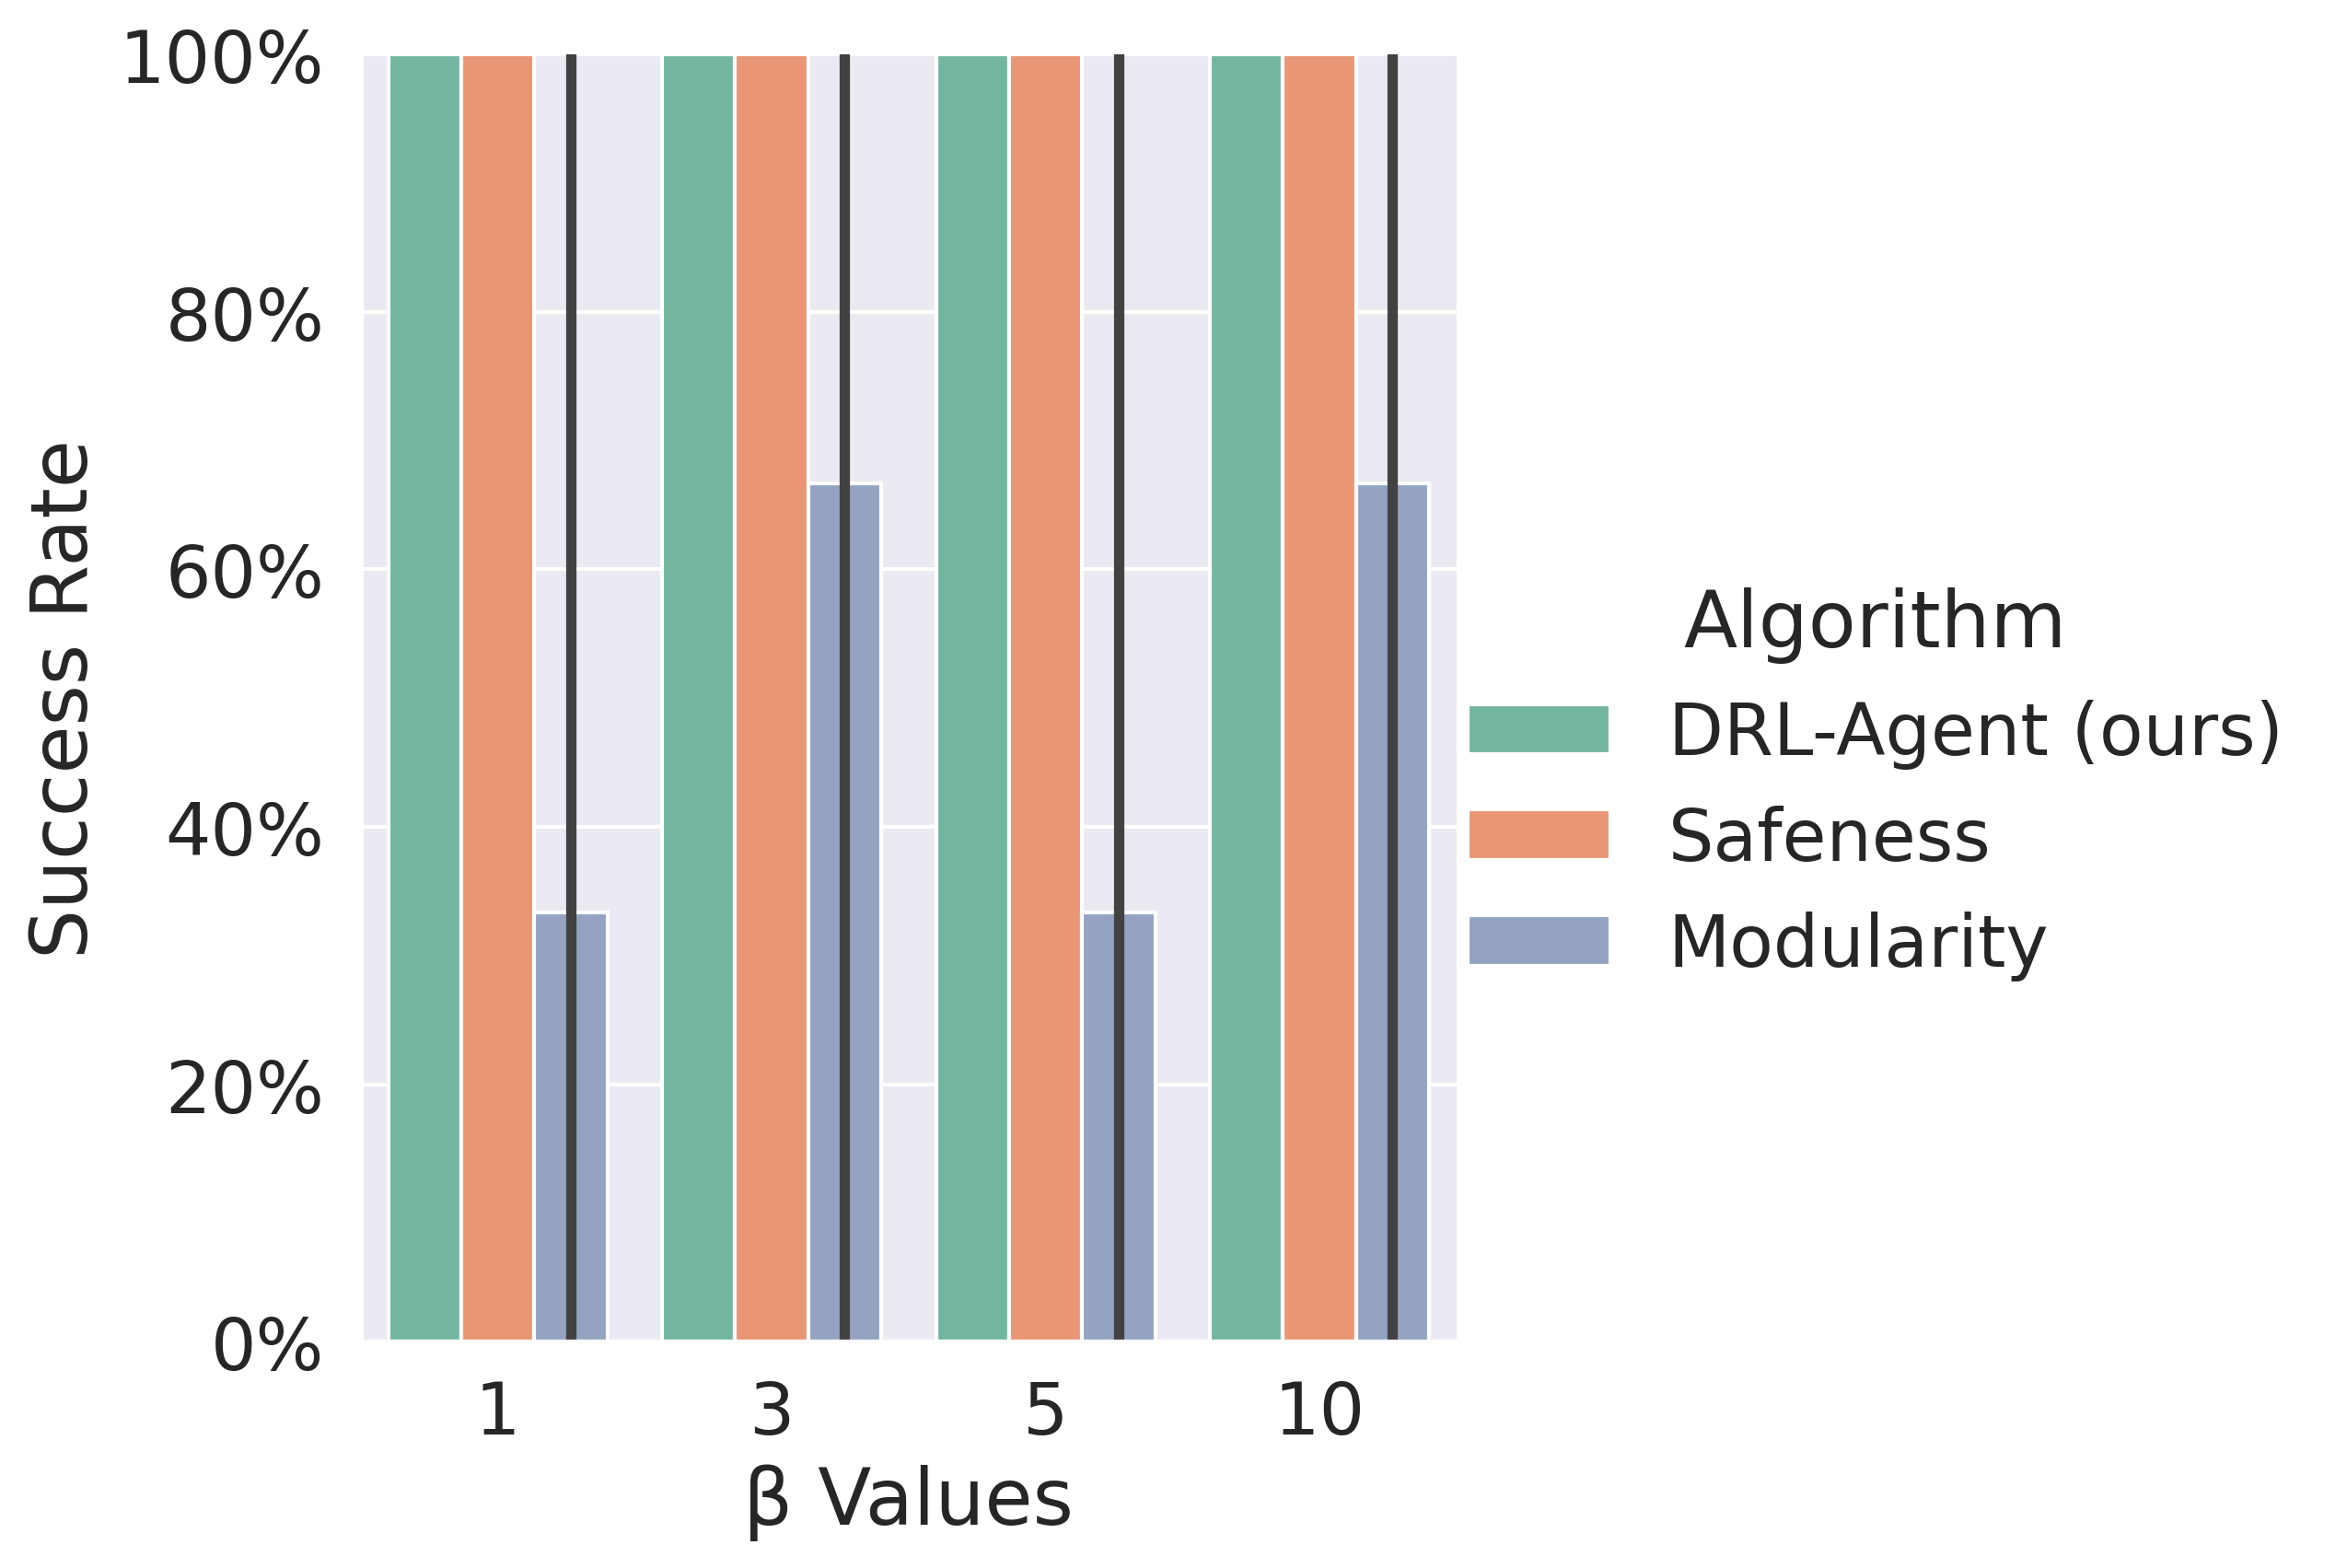 100%
80%
60%
40%
20%
0%
Success Rate
1 3 5 10
β Values
Algorithm
DRL-Agent (ours)
Safeness
Modularity